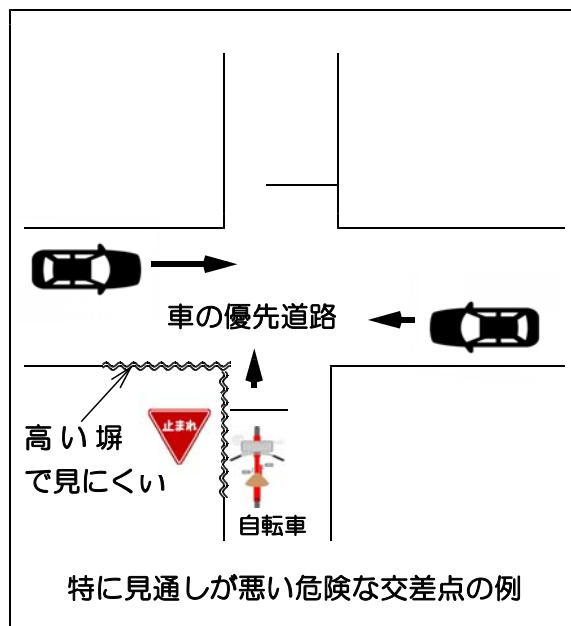 車の優先道路
高い塀
で見にくい
止まれ
自転車
特に見通しが悪い危険な交差点の例